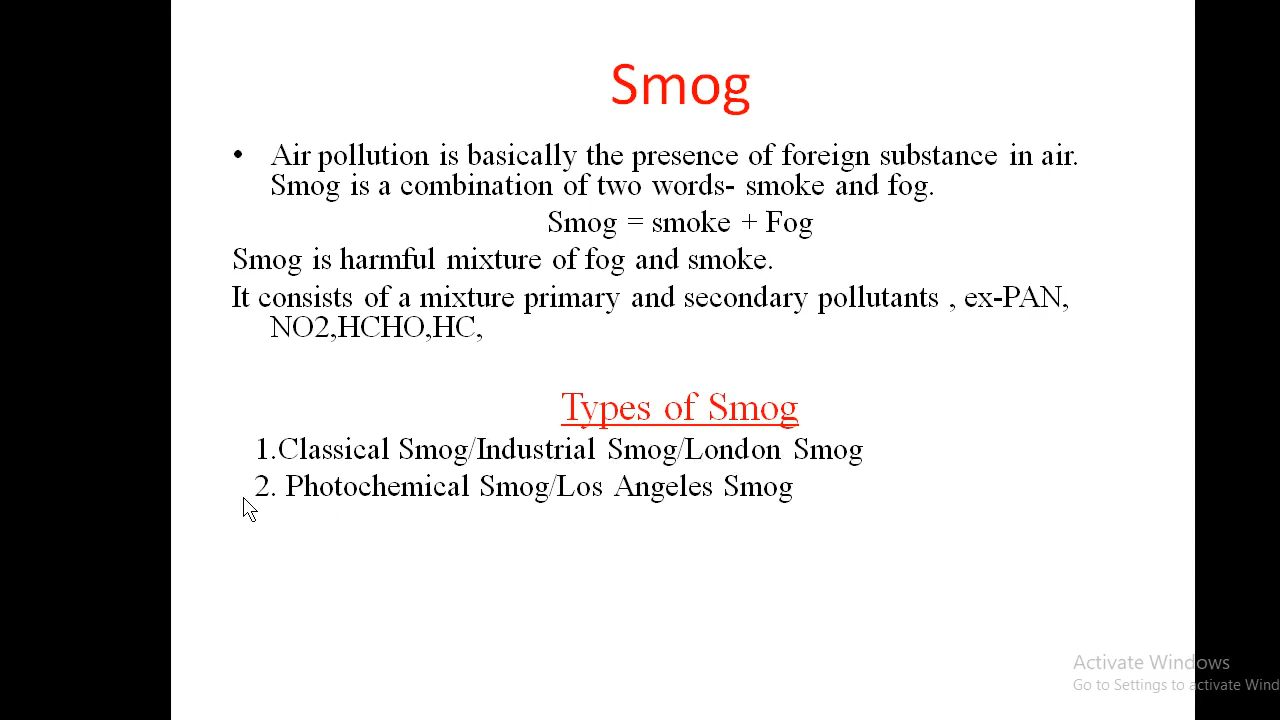 Smog
• Air pollution is basically the presence of foreign substance in air.
Smog is a combination of two words- smoke and fog.
Smog = smoke + Fog
Smog is harmful mixture of fog and smoke.
It consists of a mixture primary and secondary pollutants , ex-PAN,
NO2,HCHO,HC,
Types of Smog
1.Classical Smog/Industrial Smog/London Smog
2. Photochemical Smog/Los Angeles Smog
Activate Windows
Go to Settings to activate Wind